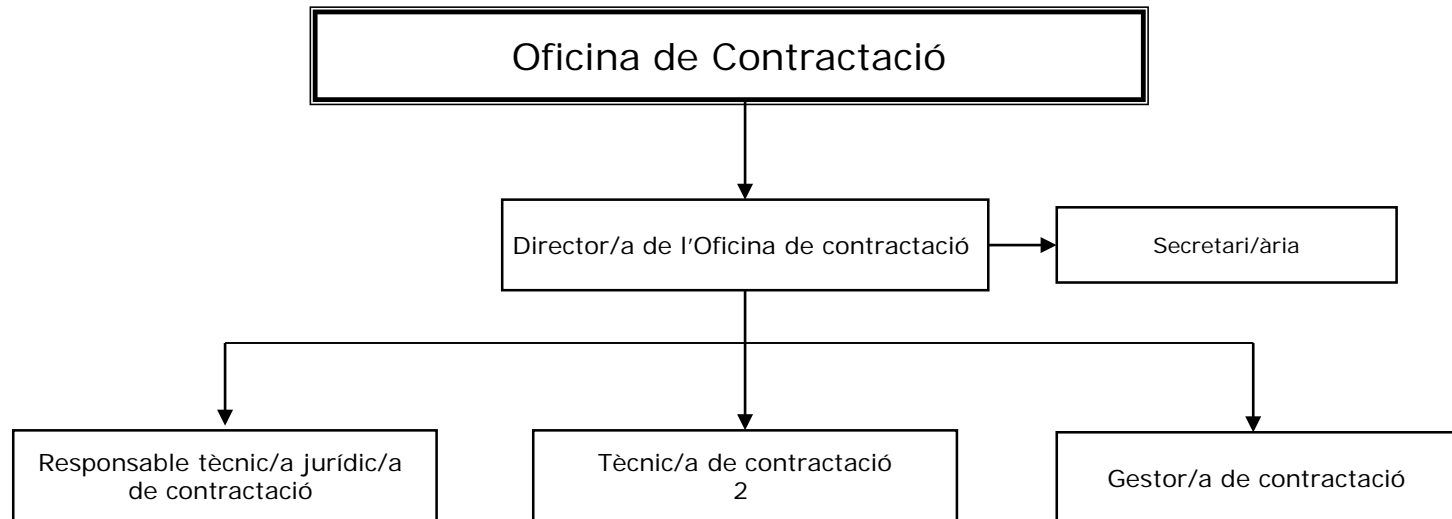 Oficina de Contractació
Director/a de l'Oficina de contractació
Secretari/ària
Responsable tècnic/a jurídic/a
de contractació
Tècnic/a de contractació
2
Gestor/a de contractació